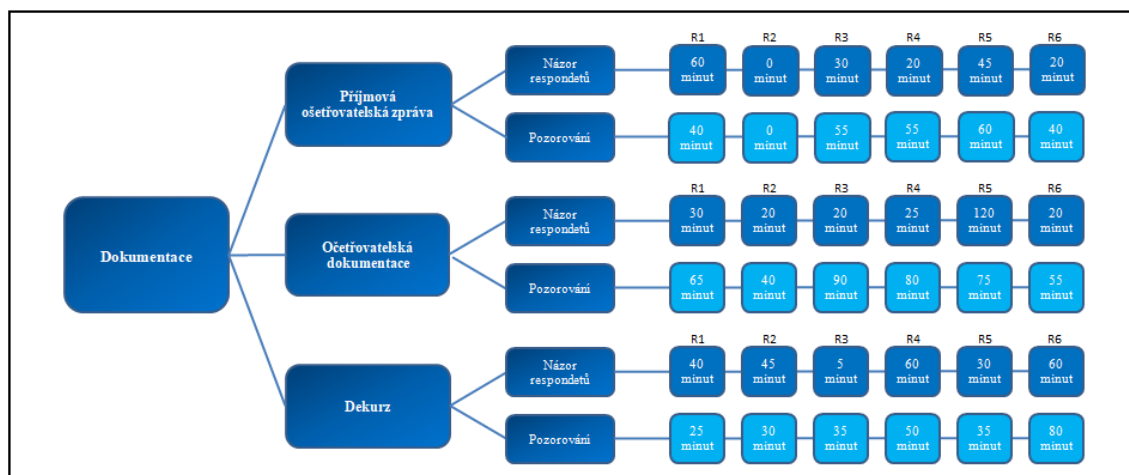 R1 R2 R3 R4 R5 R6
Názor
respondetů
60
minut
0
minut
30
minut
20
minut
45
minut
20
minut
Příjmová
ošetřovatelská zpráva
Pozorování
40
minut
0
minut
55
minut
55
minut
60
minut
40
minut
Dokumentace
R1 R2 R3 R4 R5 R6
Názor
respondetů
30
minut
20
minut
20
minut
25
minut
120
minut
20
minut
Očetřovatelská
dokumentace
Pozorování
65
minut
40
minut
90
minut
80
minut
75
minut
55
minut
R1 R2 R3 R4 R5 R6
Názor
respondetů
40
minut
45
minut
5
minut
60
minut
30
minut
60
minut
Dekurz
Pozorování
25
minut
30
minut
35
minut
50
minut
35
minut
80
minut